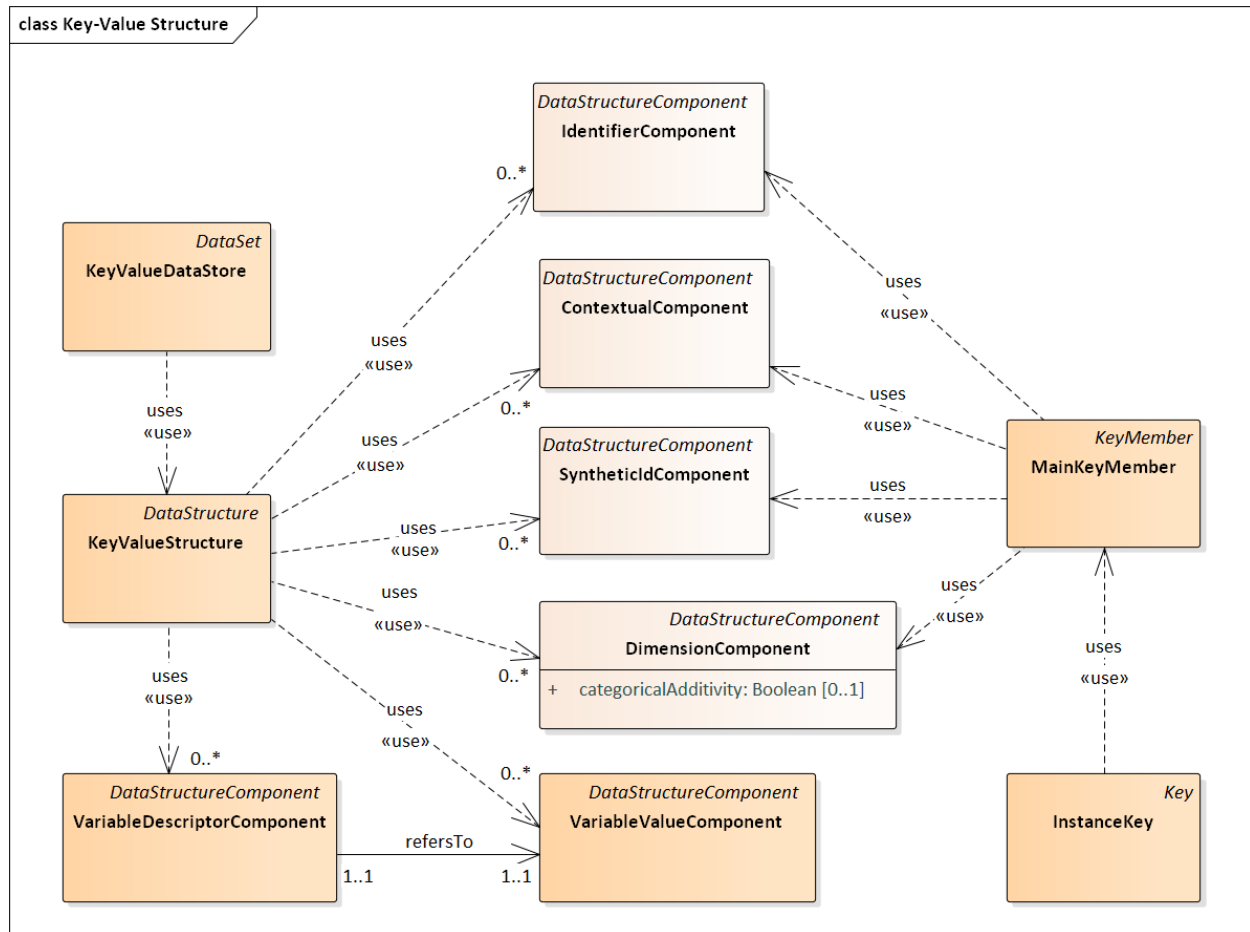 class Key-Value Structure
DataStructureComponent
IdentifierComponent
0..*
DataSet
KeyValueDataStore
uses
«use»
DataStructureComponent
ContextualComponent
uses
«use»
0..*
uses
«use»
uses
«use»
uses
«use»
KeyMember
MainKeyMember
DataStructureComponent
SyntheticIdComponent
uses
«use»
DataStructure
KeyValueStructure
uses
«use»
0..*
uses
«use»
0..*
DataStructureComponent
DimensionComponent
+ categoricalAdditivity: Boolean [0..1]
uses
«use»
uses
«use»
uses
«use»
uses
«use»
0..*
0..*
DataStructureComponent
VariableDescriptorComponent
refersTo
1..1
1..1
DataStructureComponent
VariableValueComponent
Key
InstanceKey